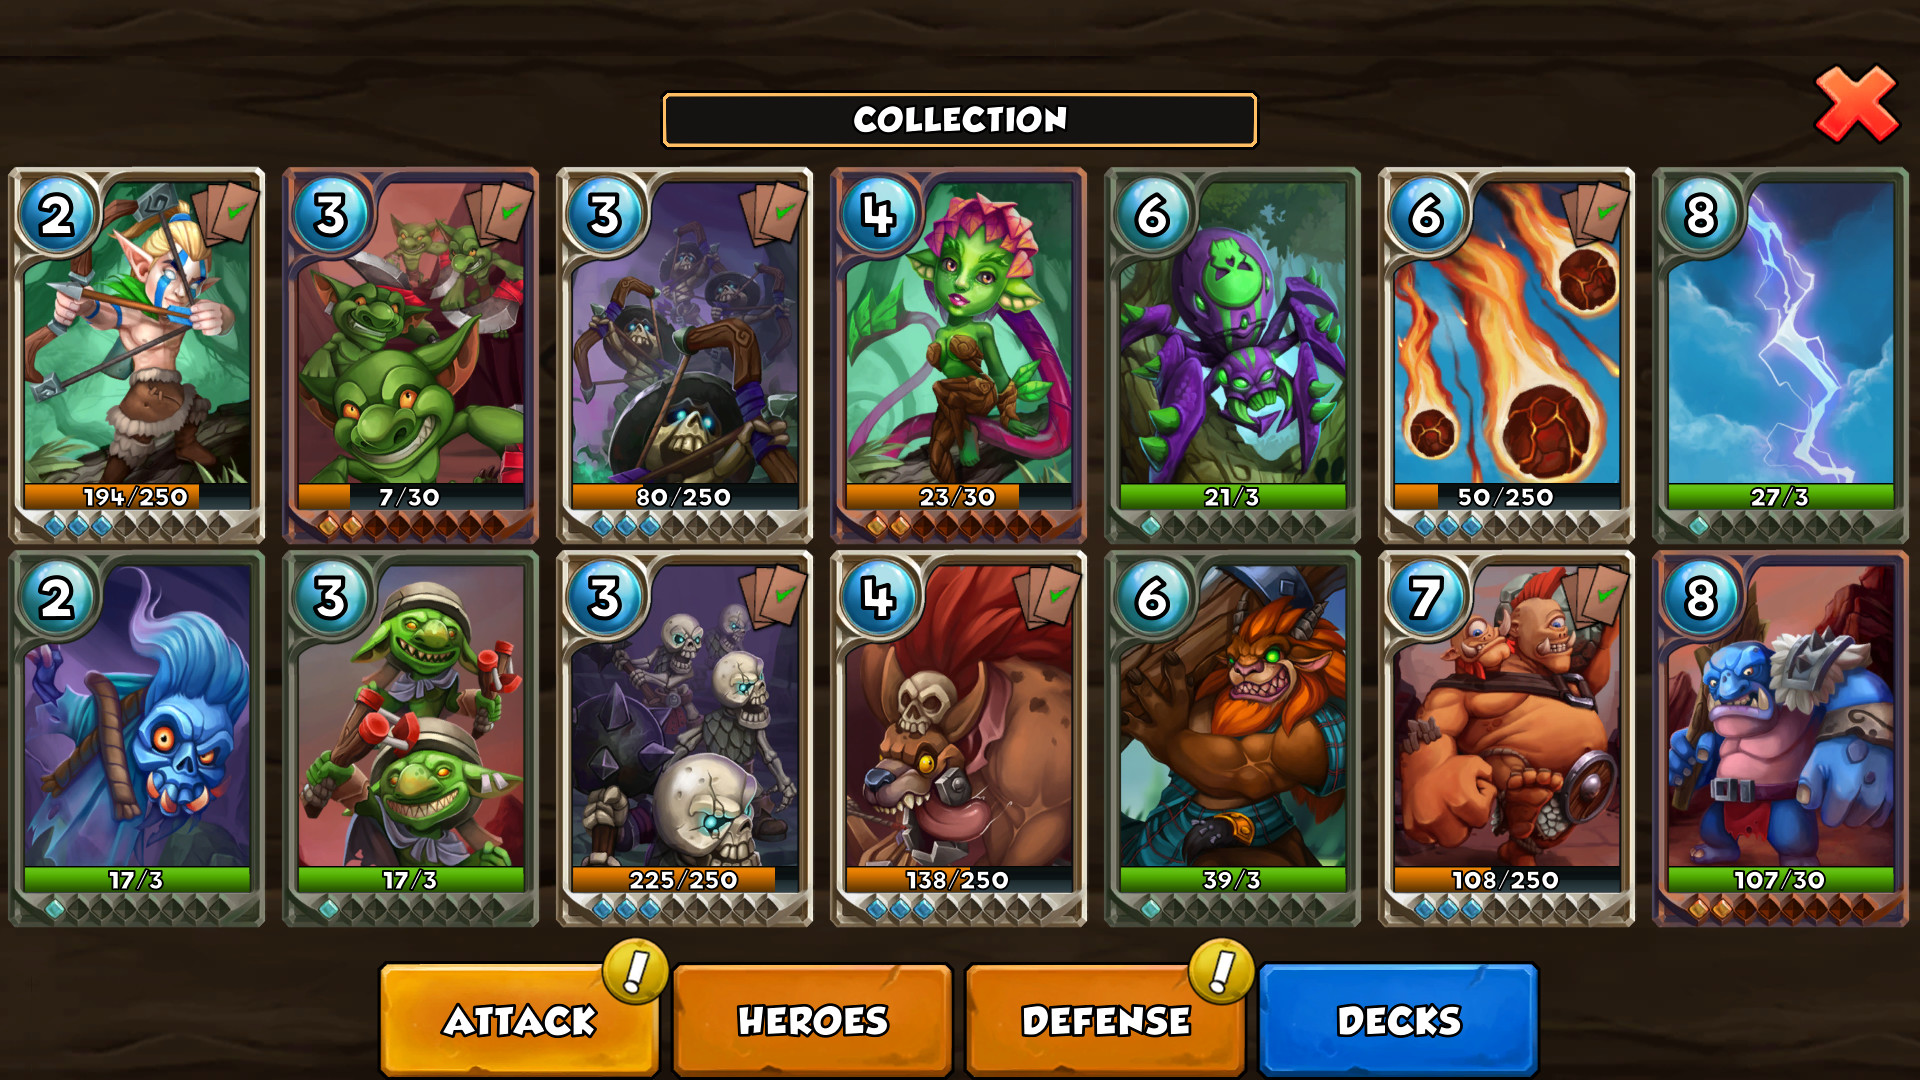 COLLECTION
2 3 3 4 6 6 8
194/250 7/30 80/250 23/30 21/3 50/250 27/3
2 3 3 4 6 7 8
17/3 17/3 225/250 138/250 39/3 108/250 107/30
! !
ATTACK HEROES DEFENSE DECKS